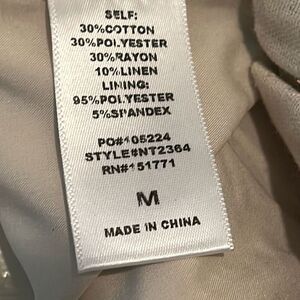 SELF:
30%COTTON
30%POLYESTER
30%RAYON
10%LINEN
LINING:
95%POLYESTER
5%SPANDEX
PO#105224
STYLE#NT2364
RN#151771
M
MADE IN CHINA